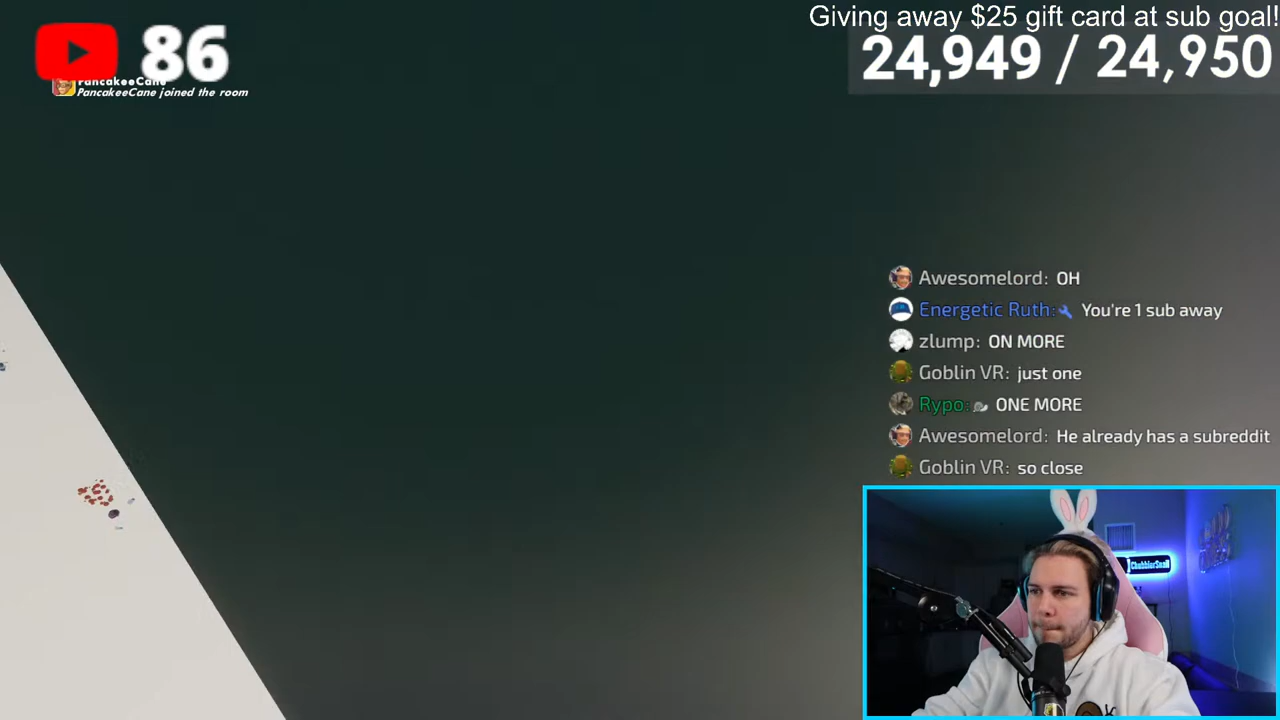 Giving away $25 gift card at sub goal!
86
24,949 / 24,950
PancakeeCane
PancakeeCane joined the room
Awesomelord: OH
Energetic Ruth: You're 1 sub away
zlump: ON MORE
Goblin VR: just one
Rypo: ONE MORE
Awesomelord: He already has a subreddit
Goblin VR: so close
ChubblerSnail